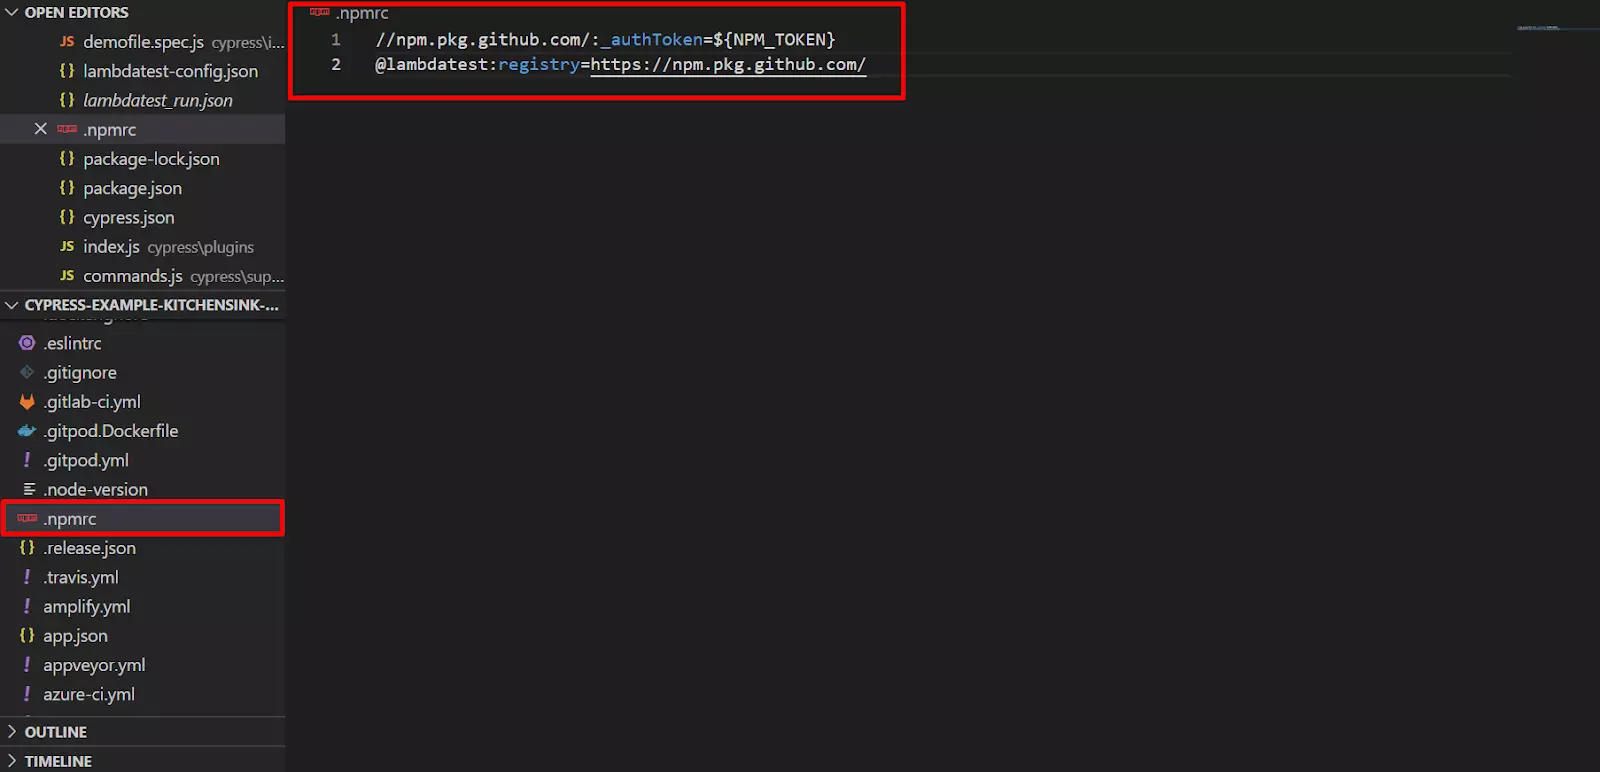 OPEN EDITORS
JS demofile.spec.js cypress\i...
{} lambdatest-config.json
{} lambdatest_run.json
npm .npmrc
{} package-lock.json
{} package.json
{} cypress.json
JS index.js cypress\plugins
JS commands.js cypress\sup...
CYPRESS-EXAMPLE-KITCHENSINK-...
.eslintrc
.gitignore
.gitlab-ci.yml
.gitpod.Dockerfile
! .gitpod.yml
.node-version
npm .npmrc
{} .release.json
! .travis.yml
! amplify.yml
{} app.json
! appveyor.yml
! azure-ci.yml
OUTLINE
TIMELINE
npm .npmrc
1 //npm.pkg.github.com/:_authToken=${NPM_TOKEN}
2 @lambdatest:registry=https://npm.pkg.github.com/